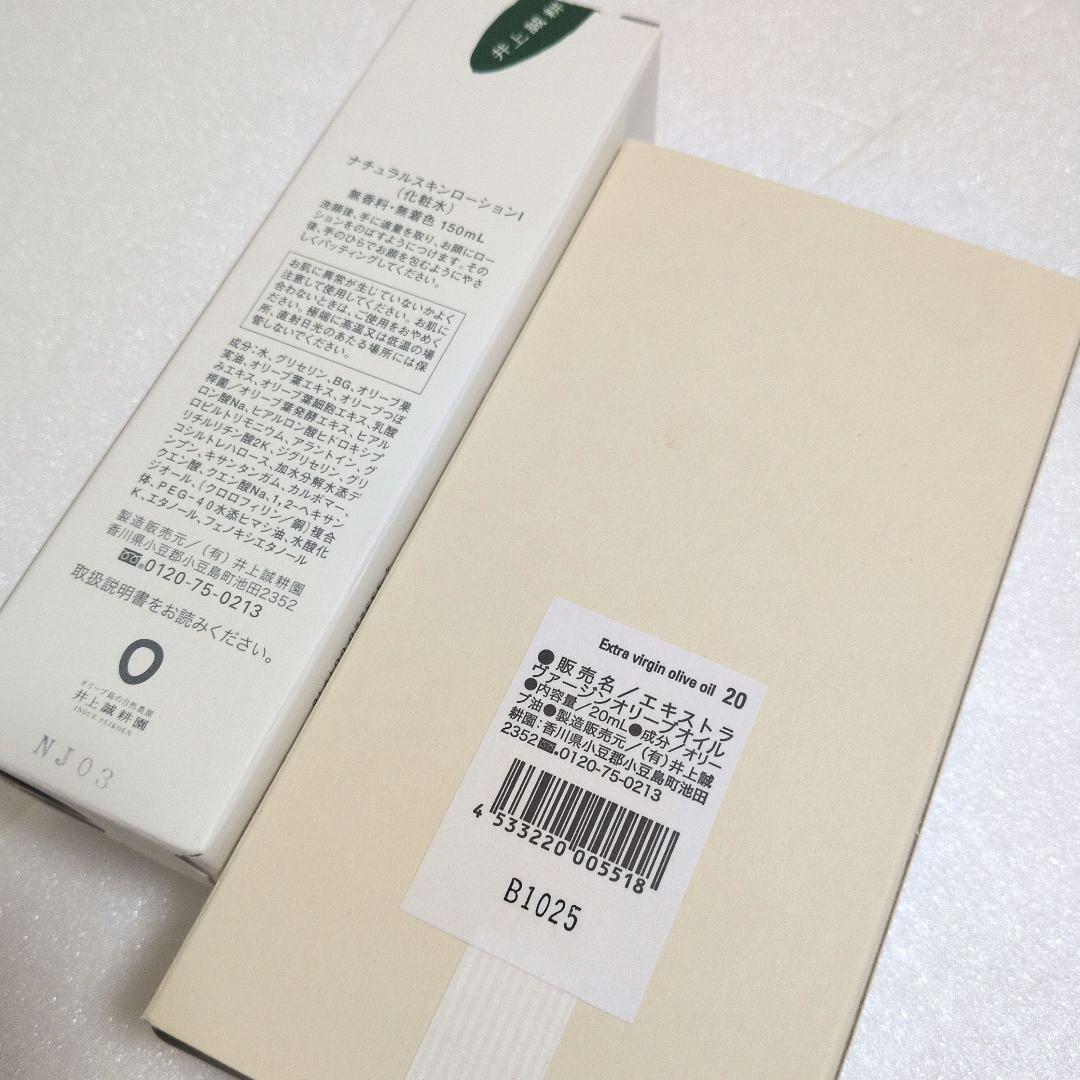 井上誠耕
ナチュラルスキンローションI
(化粧水)
無香料・無着色 150mL
洗顔後、手に適量を取り、お顔にロー
ションをのばすようにつけます。その
後、手のひらでお顔を包むようにやさ
しくパッティングしてください。
お肌に異常が生じていないかよく
注意して使用してください。お肌に
合わないときは、ご使用をおやめく
ださい。極端に高温又は低温の場
所、直射日光のあたる場所には保
管しないでください。
成分:水、グリセリン、BG、オリーブ果
実油、オリーブ葉エキス、オリーブつぼ
みエキス、オリーブ葉細胞エキス、乳酸
桿菌/オリーブ葉発酵エキス、ヒアル
ロン酸Na、ヒアルロン酸ヒドロキシプ
ロピルトリモニウム、アラントイン、グ
リチルリチン酸2K、ジグリセリン、グリ
コシルトレハロース、加水分解水添デ
ンプン、キサンタンガム、カルボマー、
クエン酸、クエン酸Na、1,2-ヘキサン
ジオール、(クロロフィリン/銅)複合
体、PEG-40水添ヒマシ油、水酸化
K、エタノール、フェノキシエタノール
製造販売元/(有)井上誠耕園
香川県小豆郡小豆島町池田2352
0120-75-0213
取扱説明書をお読みください。
オリーブ島の自然農園
井上誠耕園
INOUE SEIKOEN
NJ03
Extra virgin olive oil 20
●販売名/エキストラ
ヴァージンオリーブオイル
●内容量/20mL●成分/オリー
ブ油●製造販売元/(有)井上誠
耕園:香川県小豆郡小豆島町池田
2352 0120-75-0213
4 533220 005518
B1025